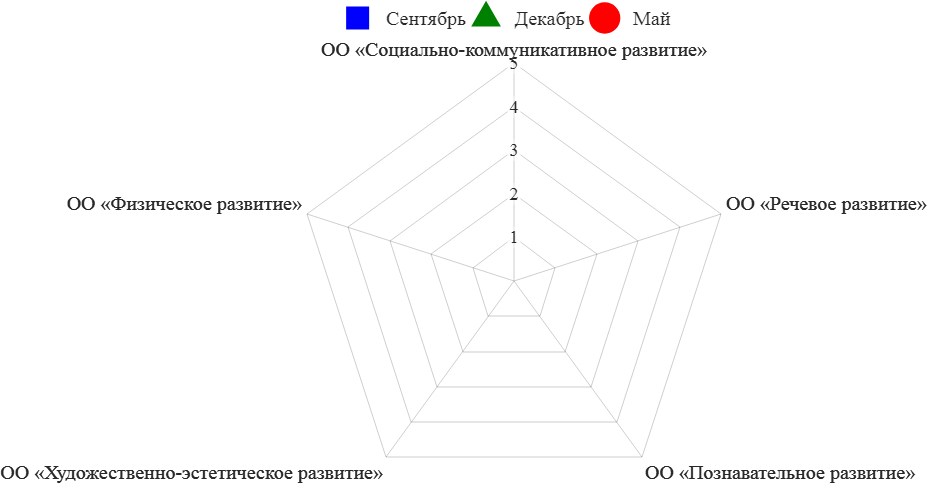 Сентябрь Декабрь Май
ОО «Социально-коммуникативное развитие»
5
4
3
ОО «Физическое развитие»
2
ОО «Речевое развитие»
1
ОО «Художественно-эстетическое развитие»
ОО «Познавательное развитие»